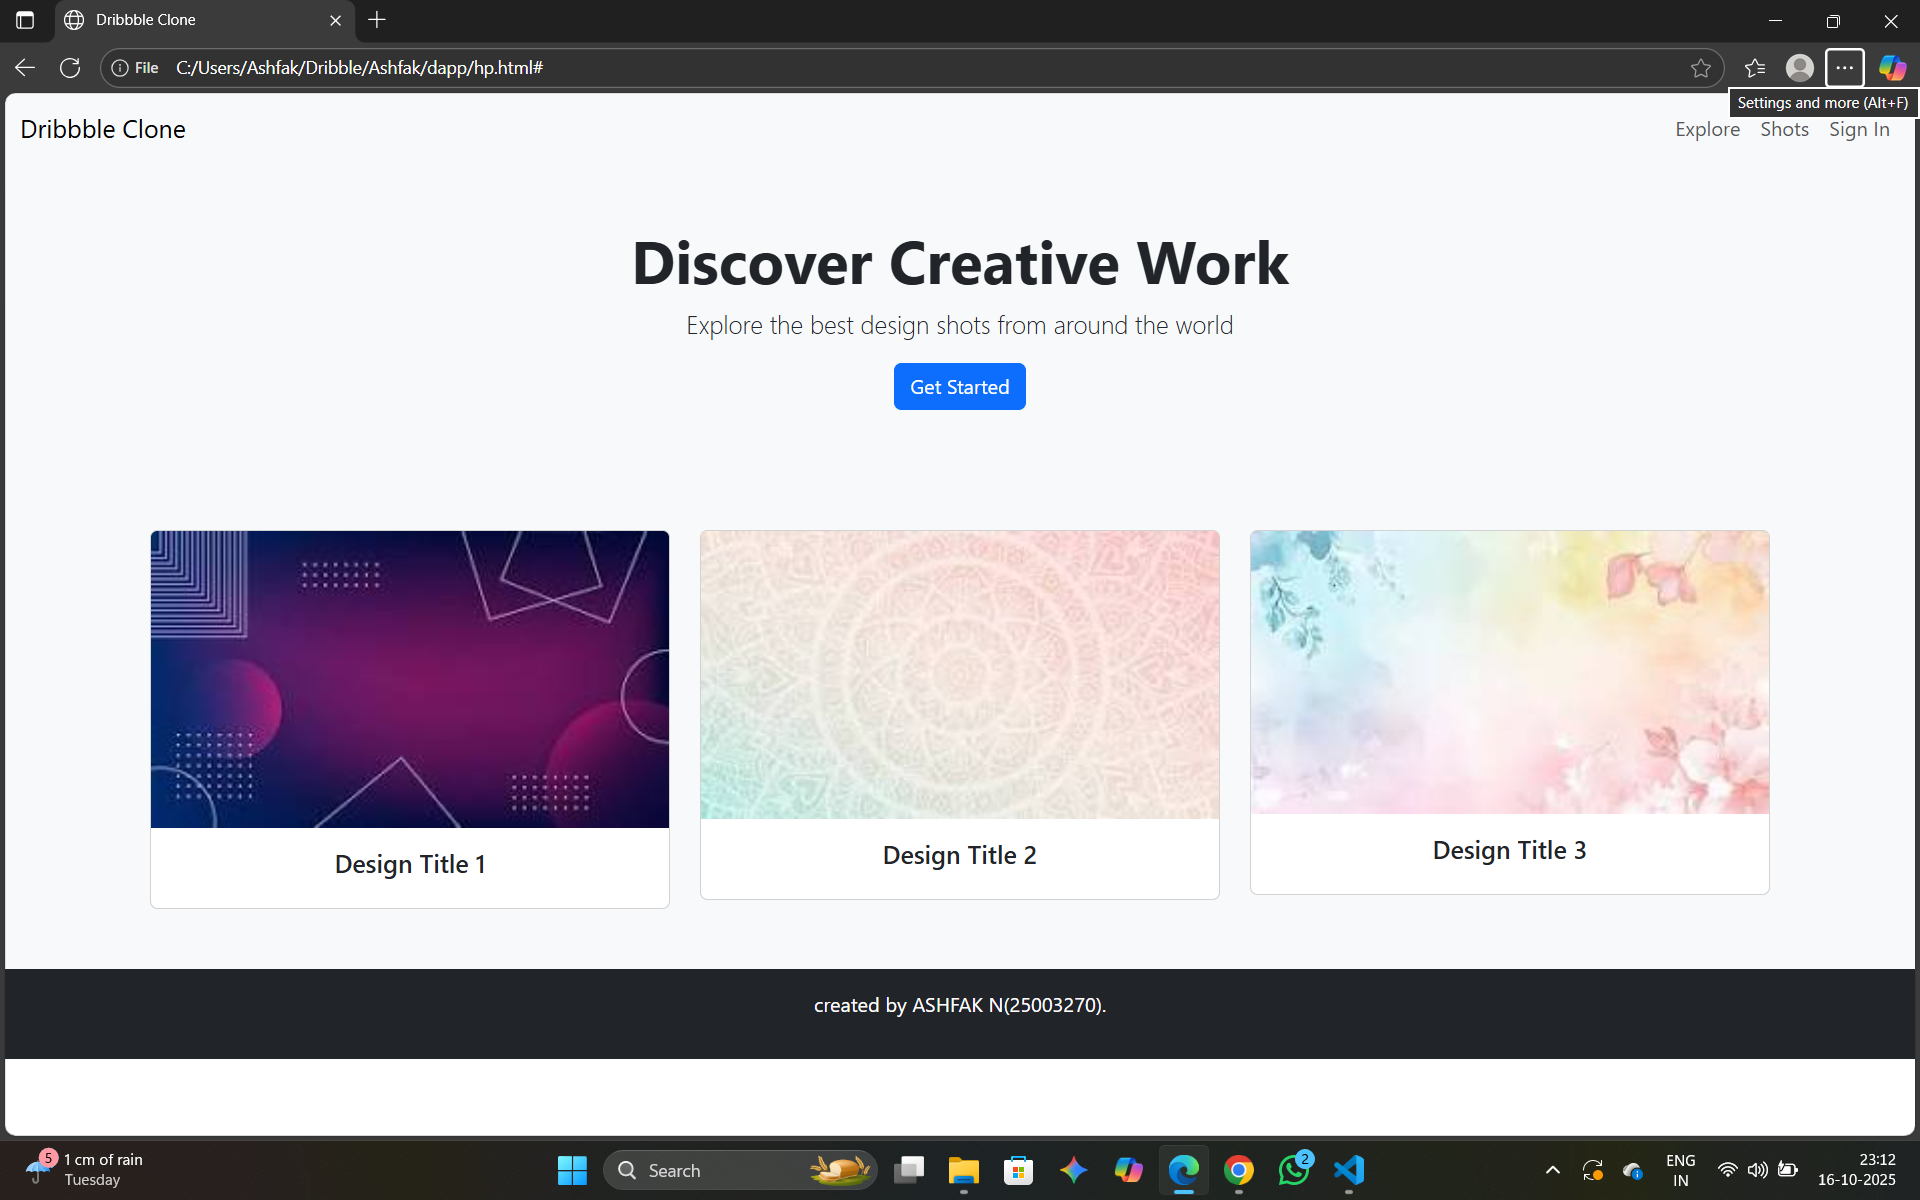 Dribbble Clone
File C:/Users/Ashfak/Dribble/Ashfak/dapp/hp.html#
Settings and more (Alt+F)
Dribbble Clone
Explore Shots Sign In
Discover Creative Work
Explore the best design shots from around the world
Get Started
Design Title 1
Design Title 2
Design Title 3
created by ASHFAK N(25003270).
5
1 cm of rain
Tuesday
Search
2
ENG
IN
23:12
16-10-2025